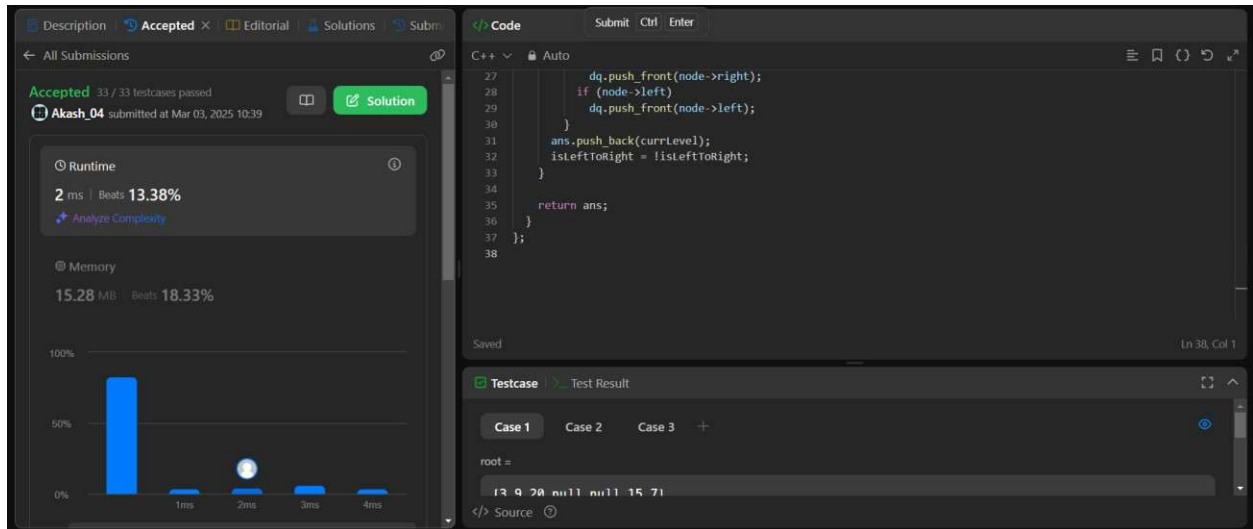 Description
Accepted ×
Editorial
Solutions
Subm
← All Submissions
Accepted 33 / 33 testcases passed
Akash_04 submitted at Mar 03, 2025 10:39
Solution
Runtime
2 ms | Beats 13.38%
Analyze Complexity
Memory
15.28 MB | Beats 18.33%
100%
50%
0%
1ms 2ms 3ms 4ms
</> Code
Submit Ctrl Enter
C++ Auto
27 dq.push_front(node->right);
28 if (node->left)
29 dq.push_front(node->left);
30 }
31 ans.push_back(currLevel);
32 isLeftToRight = !isLeftToRight;
33 }
34
35 return ans;
36 }
37 };
38
Saved
Ln 38, Col 1
Testcase >_ Test Result
Case 1 Case 2 Case 3 +
root =
[3,9,20,null,null,15,7]
</> Source